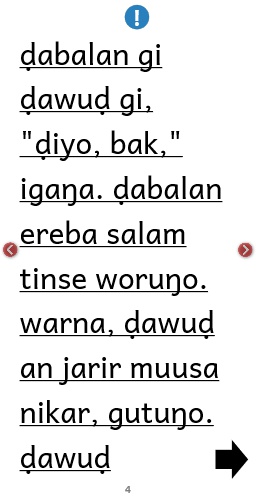 ḍabalan gi
ḍawuḍ gi,
"ḍiyo, bak,"
igaŋa. ḍabalan
ereba salam
tinse woruŋo.
warna, ḍawuḍ
an jarir muusa
nikar, gutuŋo.
ḍawuḍ
4